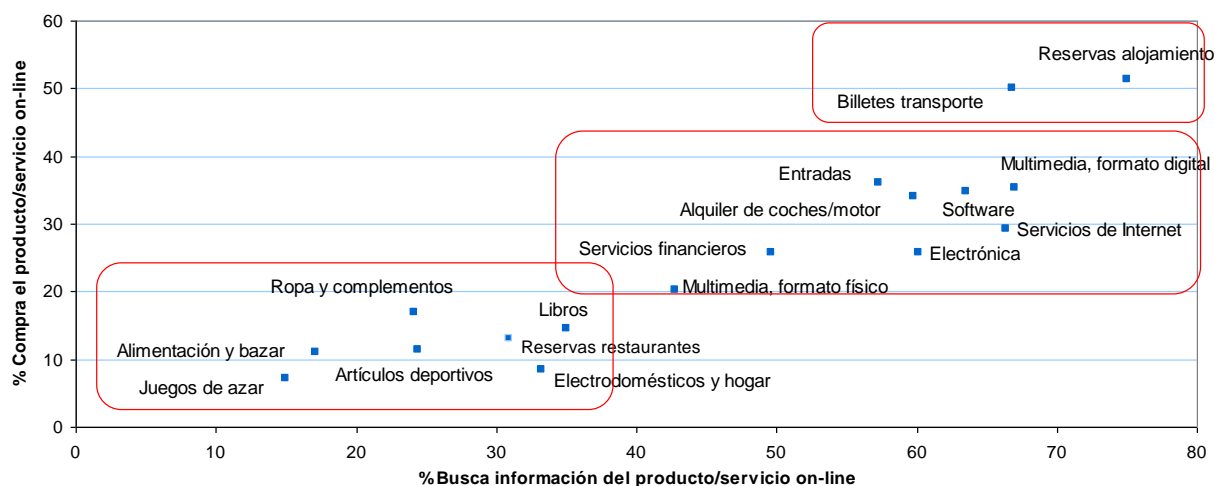 % Compra el producto/servicio on-line
60
50
40
30
20
10
0
Reservas alojamiento
Billetes transporte
Multimedia, formato digital
Entradas
Alquiler de coches/motor
Software
Servicios de Internet
Servicios financieros
Electrónica
Multimedia, formato físico
Ropa y complementos
Libros
Reservas restaurantes
Alimentación y bazar
Artículos deportivos
Electrodomésticos y hogar
Juegos de azar
0 10 20 30 40 50 60 70 80
%Busca información del producto/servicio on-line